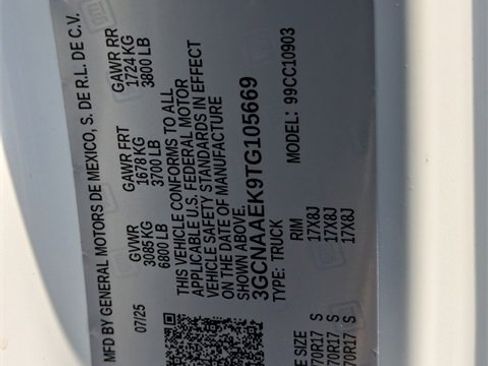 MFD BY GENERAL MOTORS DE MEXICO, S. DE R.L. DE C.V.
07/25 GVWR GAWR FRT GAWR RR
3085 KG 1678 KG 1724 KG
6800 LB 3700 LB 3800 LB
THIS VEHICLE CONFORMS TO ALL
APPLICABLE U.S. FEDERAL MOTOR
VEHICLE SAFETY STANDARDS IN EFFECT
ON THE DATE OF MANUFACTURE
SHOWN ABOVE.
3GCNAAEK9TG105669
TYPE: TRUCK MODEL: 99CC10903
SIZE RIM
70R17 S 17X8J
70R17 S 17X8J
70R17 S 17X8J